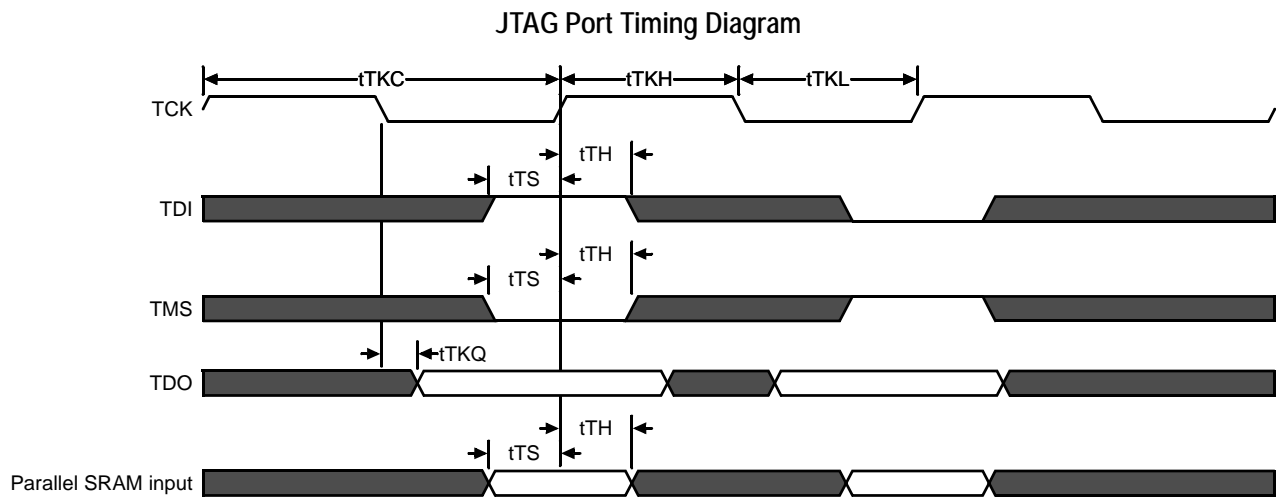 JTAG Port Timing Diagram
tTKC
tTKH
tTKL
TCK
tTH
tTS
TDI
tTH
tTS
TMS
tTKQ
TDO
tTH
tTS
Parallel SRAM input